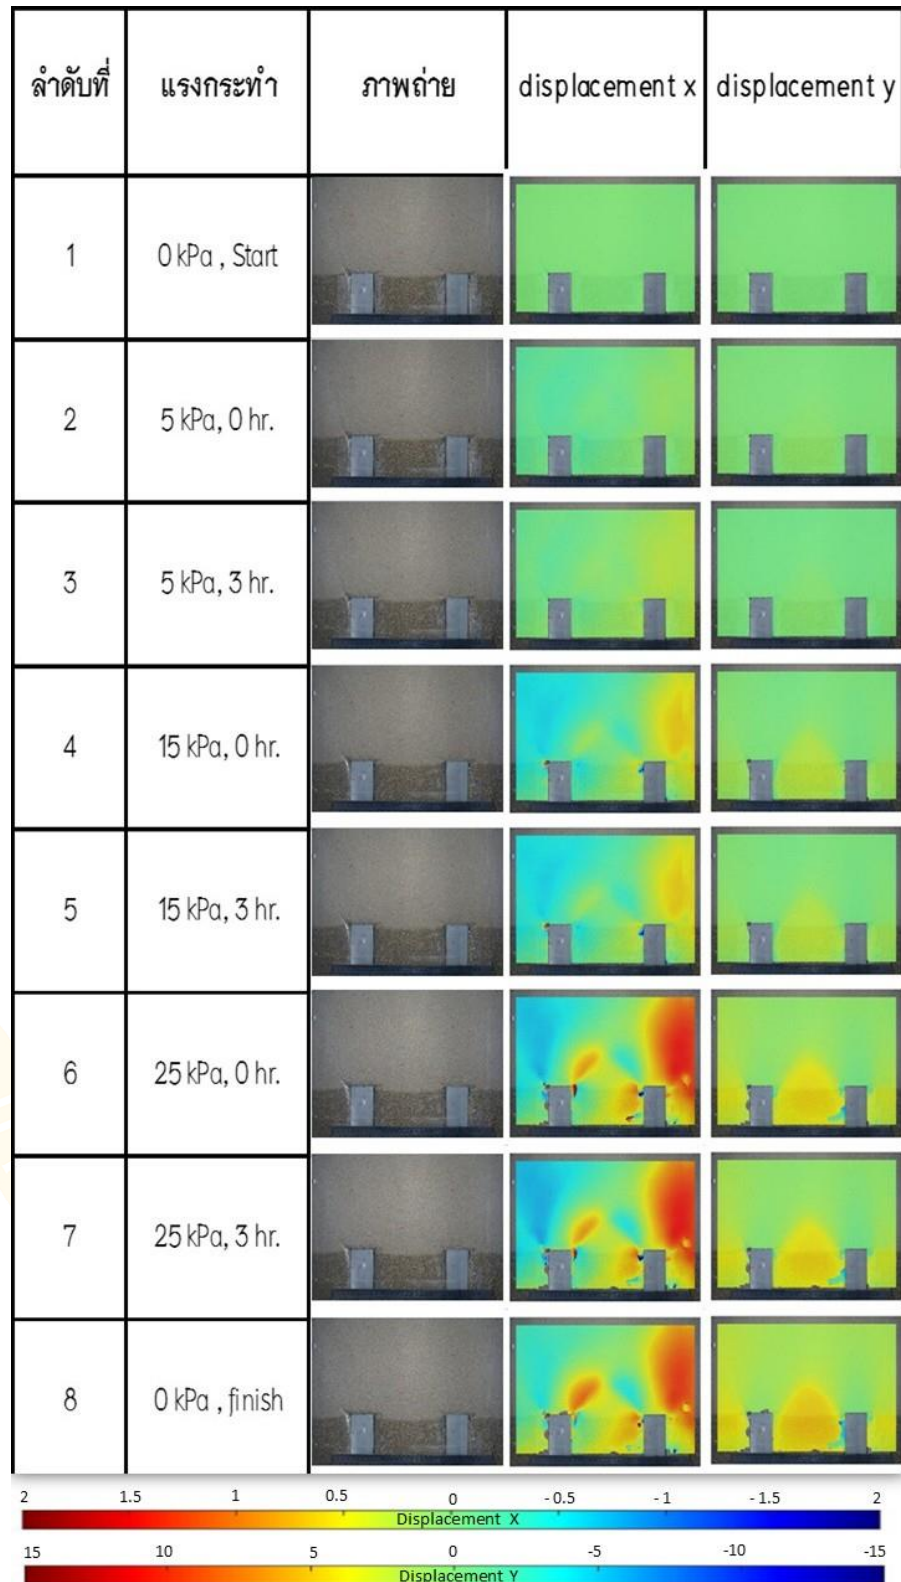 ลำดับที่ แรงกระทำ ภาพถ่าย displacement x displacement y
1 0 kPa , Start
2 5 kPa, 0 hr.
3 5 kPa, 3 hr.
4 15 kPa, 0 hr.
5 15 kPa, 3 hr.
6 25 kPa, 0 hr.
7 25 kPa, 3 hr.
8 0 kPa , finish
2 1.5 1 0.5 0 -0.5 -1 -1.5 2
Displacement X
15 10 5 0 -5 -10 -15
Displacement Y